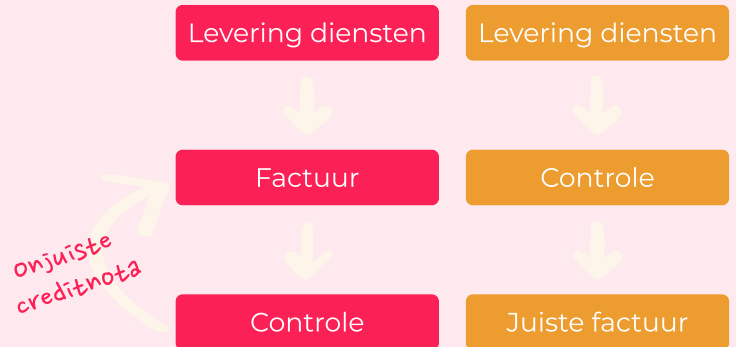 Levering diensten
Levering diensten
Factuur
Controle
onjuiste
creditnota
Controle
Juiste factuur